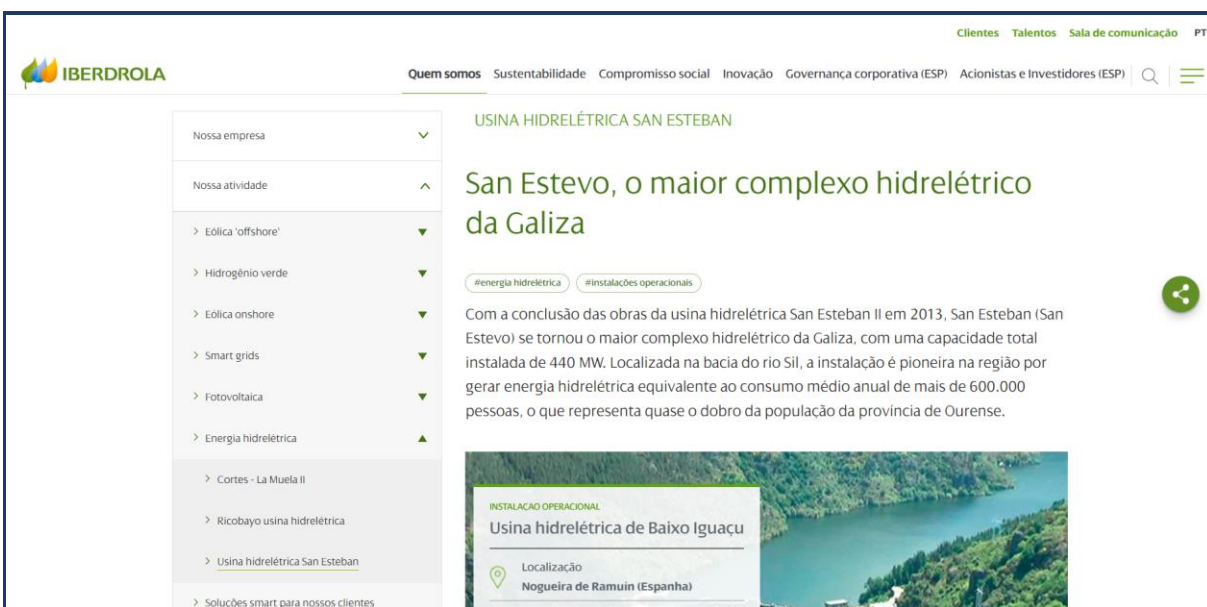 Clientes Talentos Sala de comunicação PT
IBERDROLA
Quem somos Sustentabilidade Compromisso social Inovação Governança corporativa (ESP) Acionistas e Investidores (ESP)
Nossa empresa
Nossa atividade
> Eólica 'offshore'
> Hidrogênio verde
> Eólica onshore
> Smart grids
> Fotovoltaica
> Energia hidrelétrica
> Cortes - La Muela II
> Ricobayo usina hidrelétrica
> Usina hidrelétrica San Esteban
> Soluções smart para nossos clientes
USINA HIDRELÉTRICA SAN ESTEBAN
San Estevo, o maior complexo hidrelétrico
da Galiza
#energia hidrelétrica #instalações operacionais
Com a conclusão das obras da usina hidrelétrica San Esteban II em 2013, San Esteban (San
Estevo) se tornou o maior complexo hidrelétrico da Galiza, com uma capacidade total
instalada de 440 MW. Localizada na bacia do rio Sil, a instalação é pioneira na região por
gerar energia hidrelétrica equivalente ao consumo médio anual de mais de 600.000
pessoas, o que representa quase o dobro da população da província de Ourense.
INSTALACAO OPERACIONAL
Usina hidrelétrica de Baixo Iguaçu
Localização
Nogueira de Ramuin (Espanha)